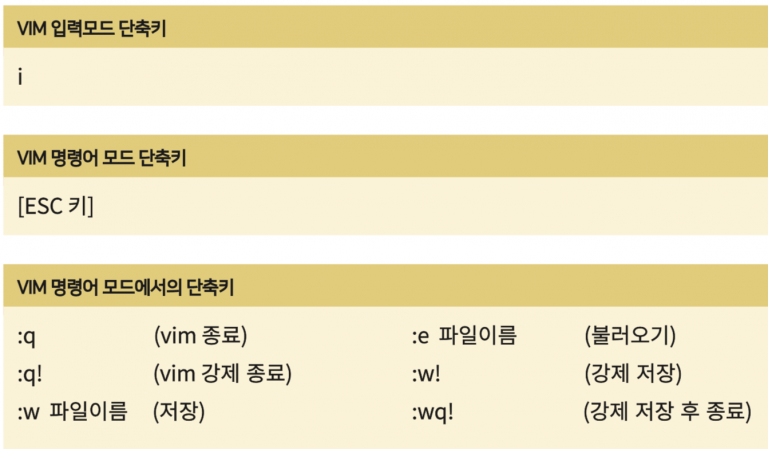 VIM 입력모드 단축키
i
VIM 명령어 모드 단축키
[ESC 키]
VIM 명령어 모드에서의 단축키
:q (vim 종료) :e 파일이름 (불러오기)
:q! (vim 강제 종료) :w! (강제 저장)
:w 파일이름 (저장) :wq! (강제 저장 후 종료)